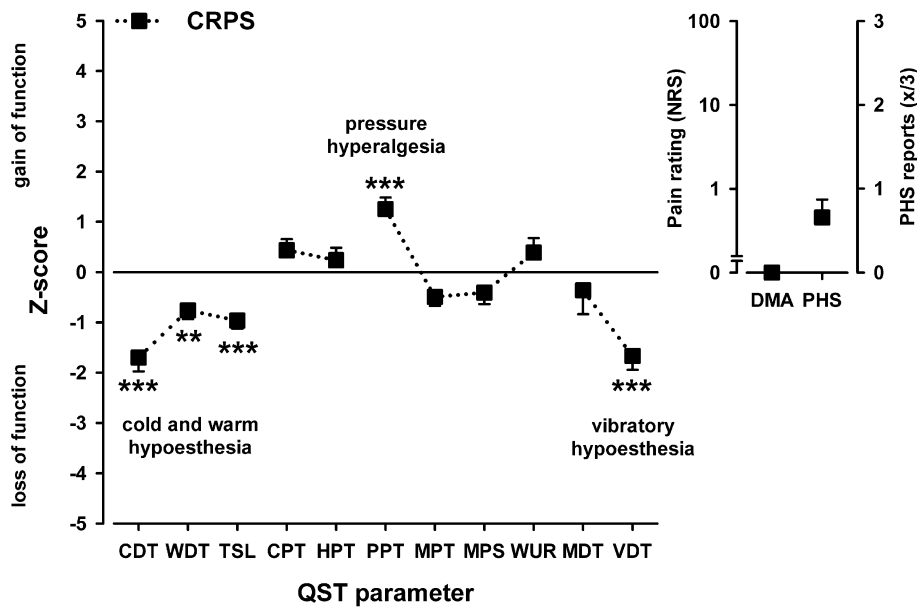 CRPS
5
4
3
2
1
0
-1
-2
-3
-4
-5
gain of function
Z-score
loss of function
pressure
hyperalgesia
***
***
**
***
***
cold and warm
hypoesthesia
vibratory
hypoesthesia
CDT WDT TSL CPT HPT PPT MPT MPS WUR MDT VDT
QST parameter
Pain rating (NRS)
100
10
1
0
3
2
1
0
PHS reports (x/3)
DMA PHS